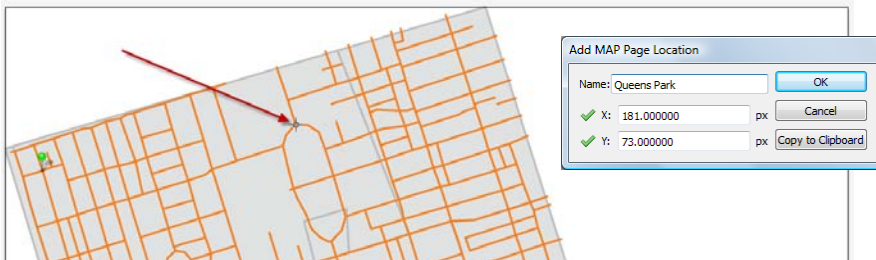 Add MAP Page Location
Name: Queens Park
OK
X: 181.000000 px
Cancel
Y: 73.000000 px
Copy to Clipboard